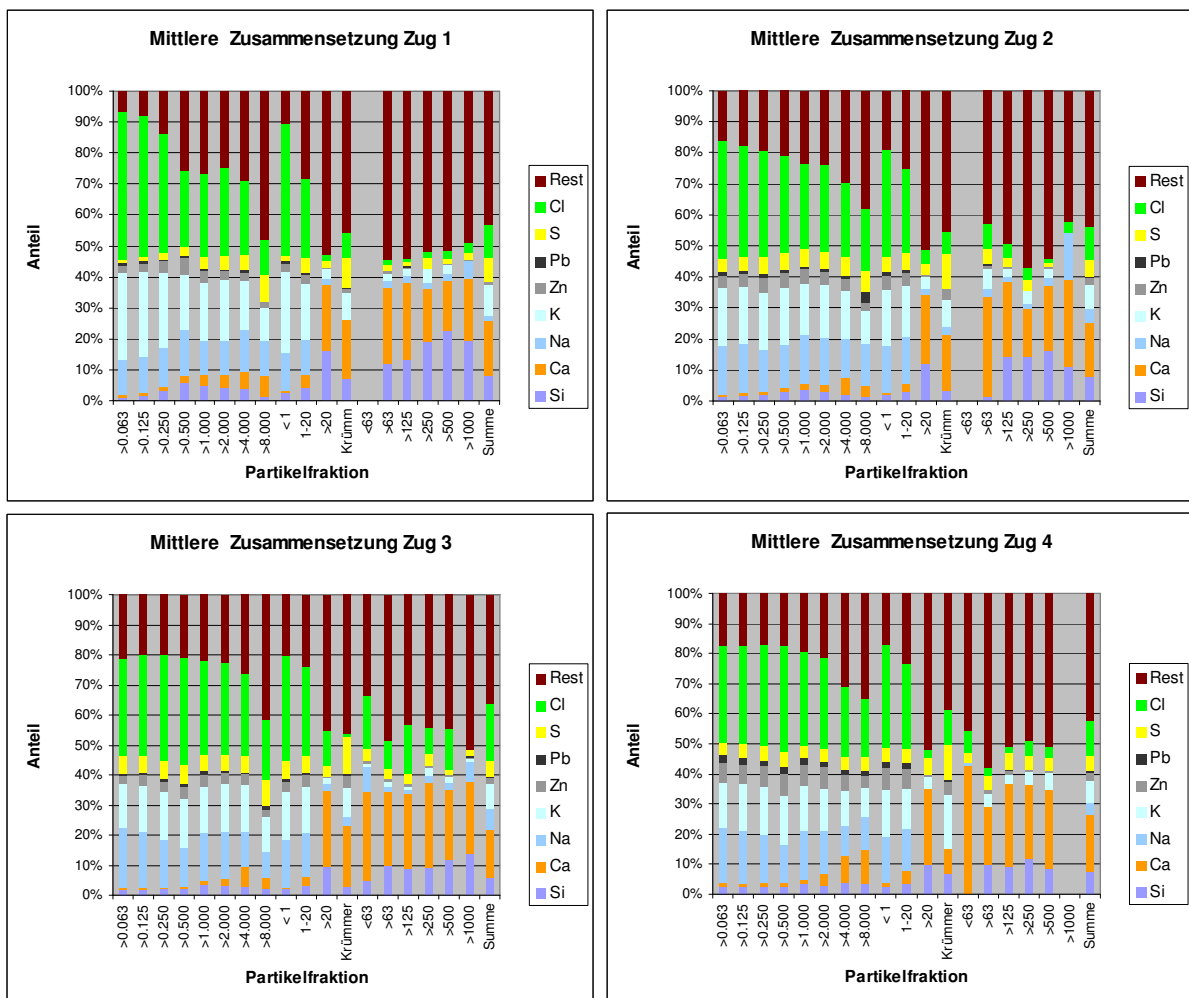 Mittlere Zusammensetzung Zug 1
100%
90%
80%
70%
60%
50%
40%
30%
20%
10%
0%
Anteil
>0.063
>0.125
>0.250
>0.500
>1.000
>2.000
>4.000
>8.000
< 1
1-20
>20
Krümm
<63
>63
>125
>250
>500
>1000
Summe
Partikelfraktion
Rest
Cl
S
Pb
Zn
K
Na
Ca
Si
Mittlere Zusammensetzung Zug 2
100%
90%
80%
70%
60%
50%
40%
30%
20%
10%
0%
Anteil
>0.063
>0.125
>0.250
>0.500
>1.000
>2.000
>4.000
>8.000
< 1
1-20
>20
Krümm
<63
>63
>125
>250
>500
>1000
Summe
Partikelfraktion
Rest
Cl
S
Pb
Zn
K
Na
Ca
Si
Mittlere Zusammensetzung Zug 3
100%
90%
80%
70%
60%
50%
40%
30%
20%
10%
0%
Anteil
>0.063
>0.125
>0.250
>0.500
>1.000
>2.000
>4.000
>8.000
< 1
1-20
>20
Krümmer
<63
>63
>125
>250
>500
>1000
Summe
Partikelfraktion
Rest
Cl
S
Pb
Zn
K
Na
Ca
Si
Mittlere Zusammensetzung Zug 4
100%
90%
80%
70%
60%
50%
40%
30%
20%
10%
0%
Anteil
>0.063
>0.125
>0.250
>0.500
>1.000
>2.000
>4.000
>8.000
< 1
1-20
>20
Krümmer
<63
>63
>125
>250
>500
>1000
Summe
Partikelfraktion
Rest
Cl
S
Pb
Zn
K
Na
Ca
Si